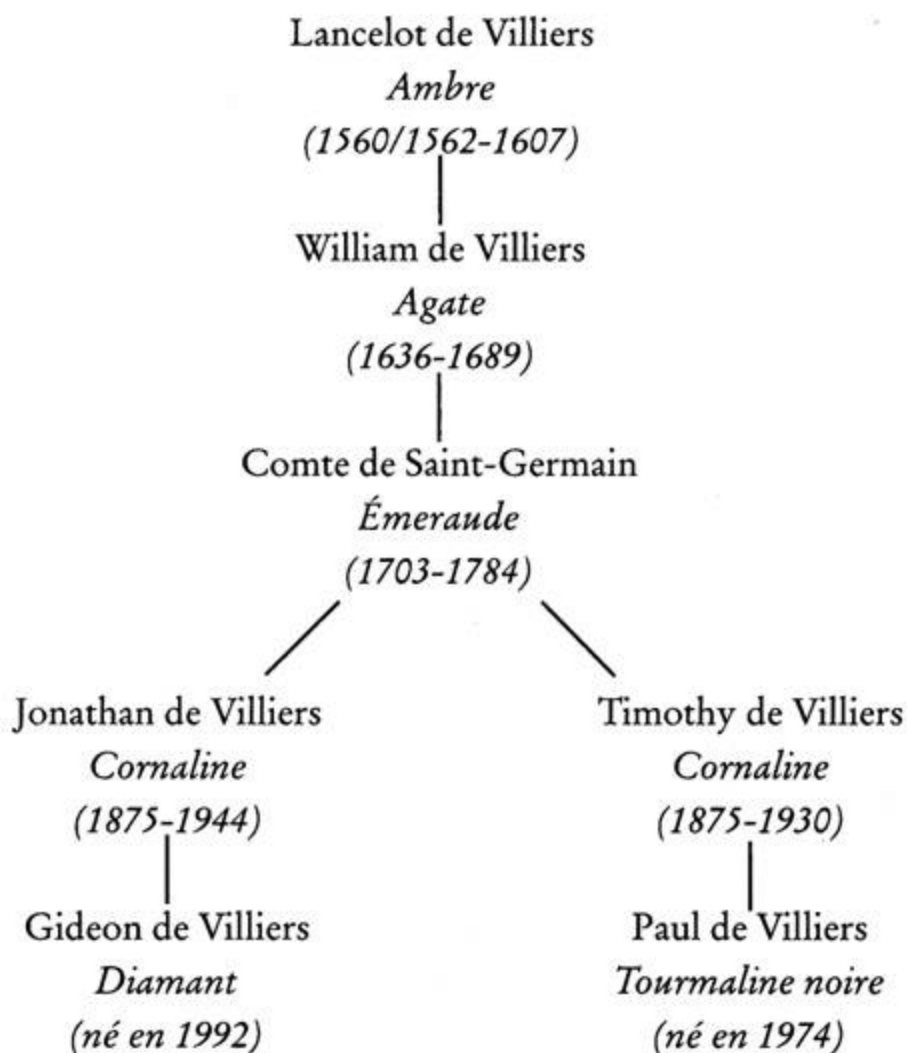 Lancelot de Villiers
Ambre
(1560/1562-1607)
William de Villiers
Agate
(1636-1689)
Comte de Saint-Germain
Émeraude
(1703-1784)
Jonathan de Villiers
Cornaline
(1875-1944)
Timothy de Villiers
Cornaline
(1875-1930)
Gideon de Villiers
Diamant
(né en 1992)
Paul de Villiers
Tourmaline noire
(né en 1974)